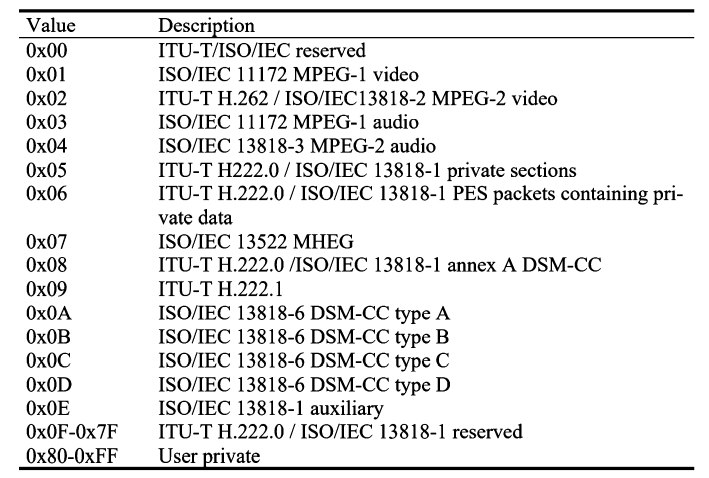 Value Description
0x00 ITU-T/ISO/IEC reserved
0x01 ISO/IEC 11172 MPEG-1 video
0x02 ITU-T H.262 / ISO/IEC13818-2 MPEG-2 video
0x03 ISO/IEC 11172 MPEG-1 audio
0x04 ISO/IEC 13818-3 MPEG-2 audio
0x05 ITU-T H222.0 / ISO/IEC 13818-1 private sections
0x06 ITU-T H.222.0 / ISO/IEC 13818-1 PES packets containing pri-
vate data
0x07 ISO/IEC 13522 MHEG
0x08 ITU-T H.222.0 /ISO/IEC 13818-1 annex A DSM-CC
0x09 ITU-T H.222.1
0x0A ISO/IEC 13818-6 DSM-CC type A
0x0B ISO/IEC 13818-6 DSM-CC type B
0x0C ISO/IEC 13818-6 DSM-CC type C
0x0D ISO/IEC 13818-6 DSM-CC type D
0x0E ISO/IEC 13818-1 auxiliary
0x0F-0x7F ITU-T H.222.0 / ISO/IEC 13818-1 reserved
0x80-0xFF User private